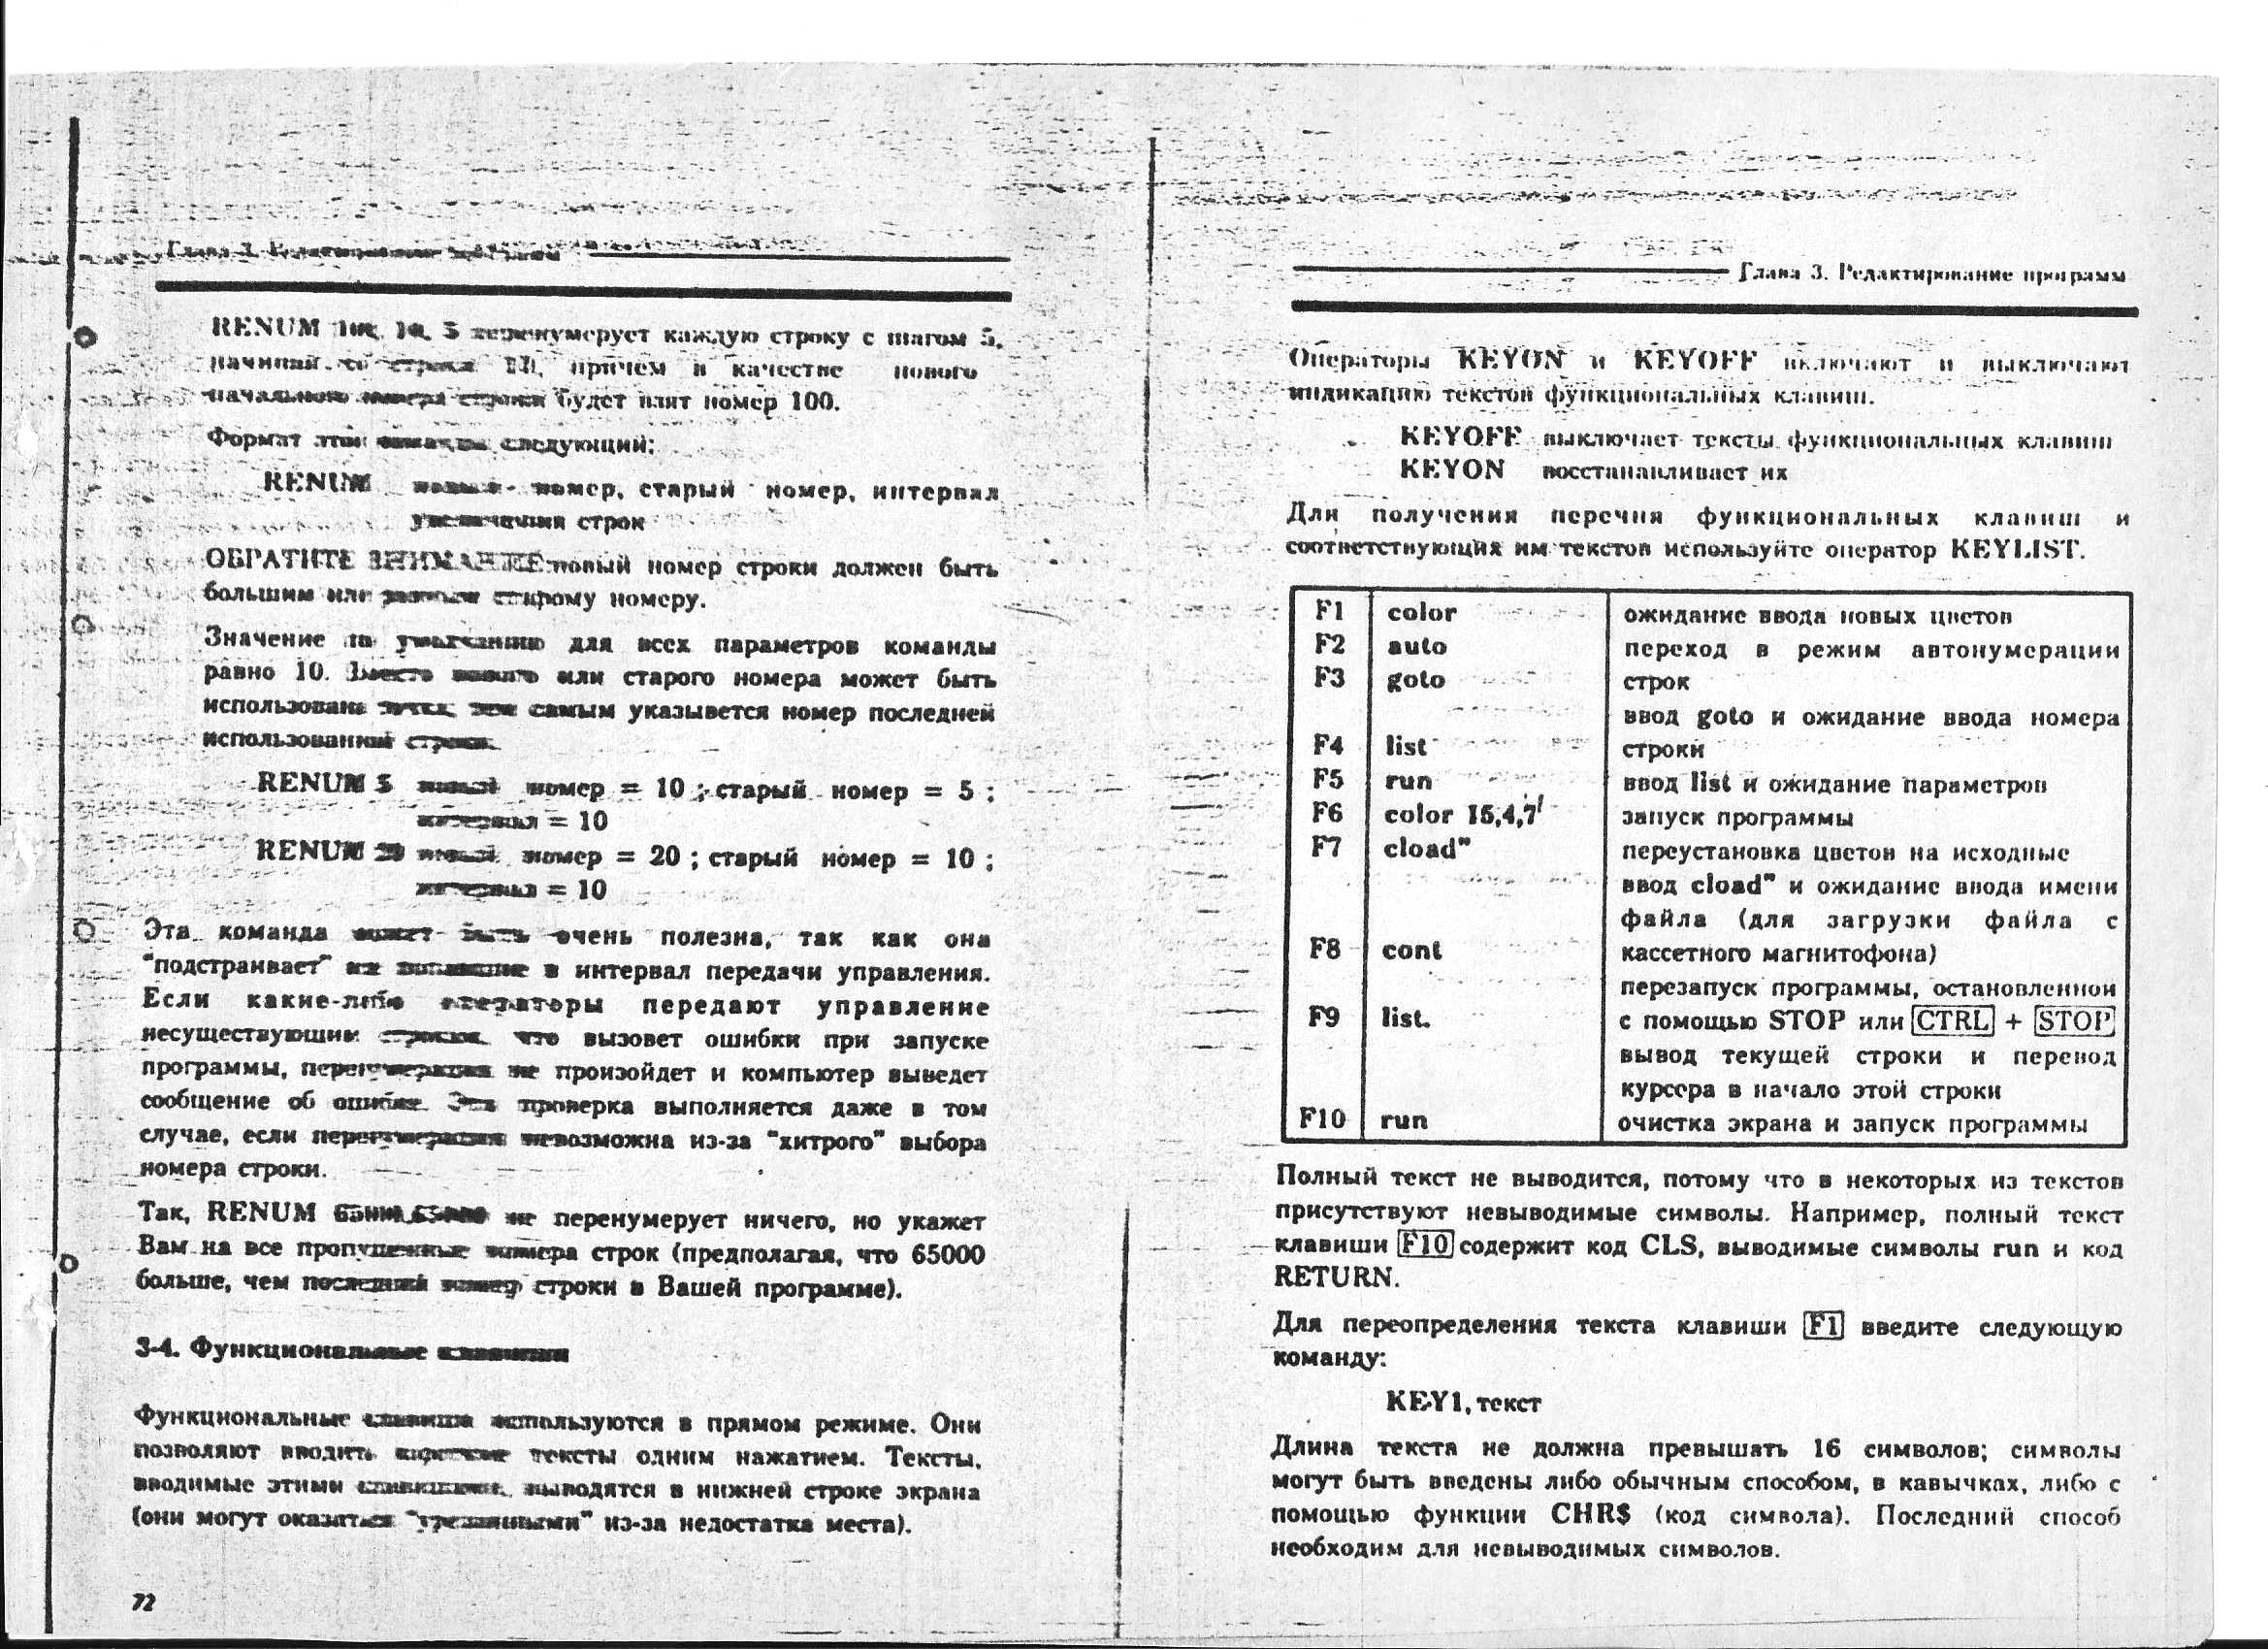 Глава 3. Редактирование
RENUM 10, 5 перенумерует каждую строку с шагом 5,
начиная со строки причем в качестве нового
начального номера строки будет взят номер 100.
Формат этой команды следующий:
RENUM номер, старый номер, интервал
увеличения строк
ОБРАТИТЕ ВНИМАНИЕ: новый номер строки должен быть
большим или равным старому номеру.
Значение по умолчанию для всех параметров команды
равно 10. Вместо нового или старого номера может быть
использована точка, тем самым указывется номер последней
использованной строки.
RENUM 5 новый номер = 10 ; старый номер = 5 ;
интервал = 10
RENUM 20 новый номер = 20 ; старый номер = 10 ;
интервал = 10
Эта команда может быть очень полезна, так как она
"подстраивает" в интервал передачи управления.
Если какие-либо операторы передают управление
несуществующим строкам, что вызовет ошибки при запуске
программы, перенумерация не произойдет и компьютер выведет
сообщение об ошибке. Эта проверка выполняется даже в том
случае, если перенумерация невозможна из-за "хитрого" выбора
номера строки.
Так, RENUM 65000,65000 не перенумерует ничего, но укажет
Вам на все пропущенные номера строк (предполагая, что 65000
больше, чем последний номер строки в Вашей программе).
3-4. Функциональные клавиши
Функциональные клавиши используются в прямом режиме. Они
позволяют вводить короткие тексты одним нажатием. Тексты,
вводимые этими клавишами, выводятся в нижней строке экрана
(они могут оказаться "урезанными" из-за недостатка места).
72
Глава 3. Редактирование программ
Операторы KEYON и KEYOFF включают и выключают
индикацию текстов функциональных клавиш.
KEYOFF выключает тексты функциональных клавиш
KEYON восстанавливает их
Для получения перечня функциональных клавиш и
соответствующих им текстов используйте оператор KEYLIST.
F1 color ожидание ввода новых цветов
F2 auto переход в режим автонумерации
F3 goto строк
ввод goto и ожидание ввода номера
F4 list строки
F5 run ввод list и ожидание параметров
F6 color 15,4,7 запуск программы
F7 cload" переустановка цветов на исходные
ввод cload" и ожидание ввода имени
файла (для загрузки файла с
F8 cont кассетного магнитофона)
перезапуск программы, остановленной
F9 list. с помощью STOP или CTRL + STOP
вывод текущей строки и перевод
курсора в начало этой строки
F10 run очистка экрана и запуск программы
Полный текст не выводится, потому что в некоторых из текстов
присутствуют невыводимые символы. Например, полный текст
клавиши F10 содержит код CLS, выводимые символы run и код
RETURN.
Для переопределения текста клавиши F1 введите следующую
команду:
KEY1, текст
Длина текста не должна превышать 16 символов; символы
могут быть введены либо обычным способом, в кавычках, либо с
помощью функции CHR$ (код символа). Последний способ
необходим для невыводимых символов.